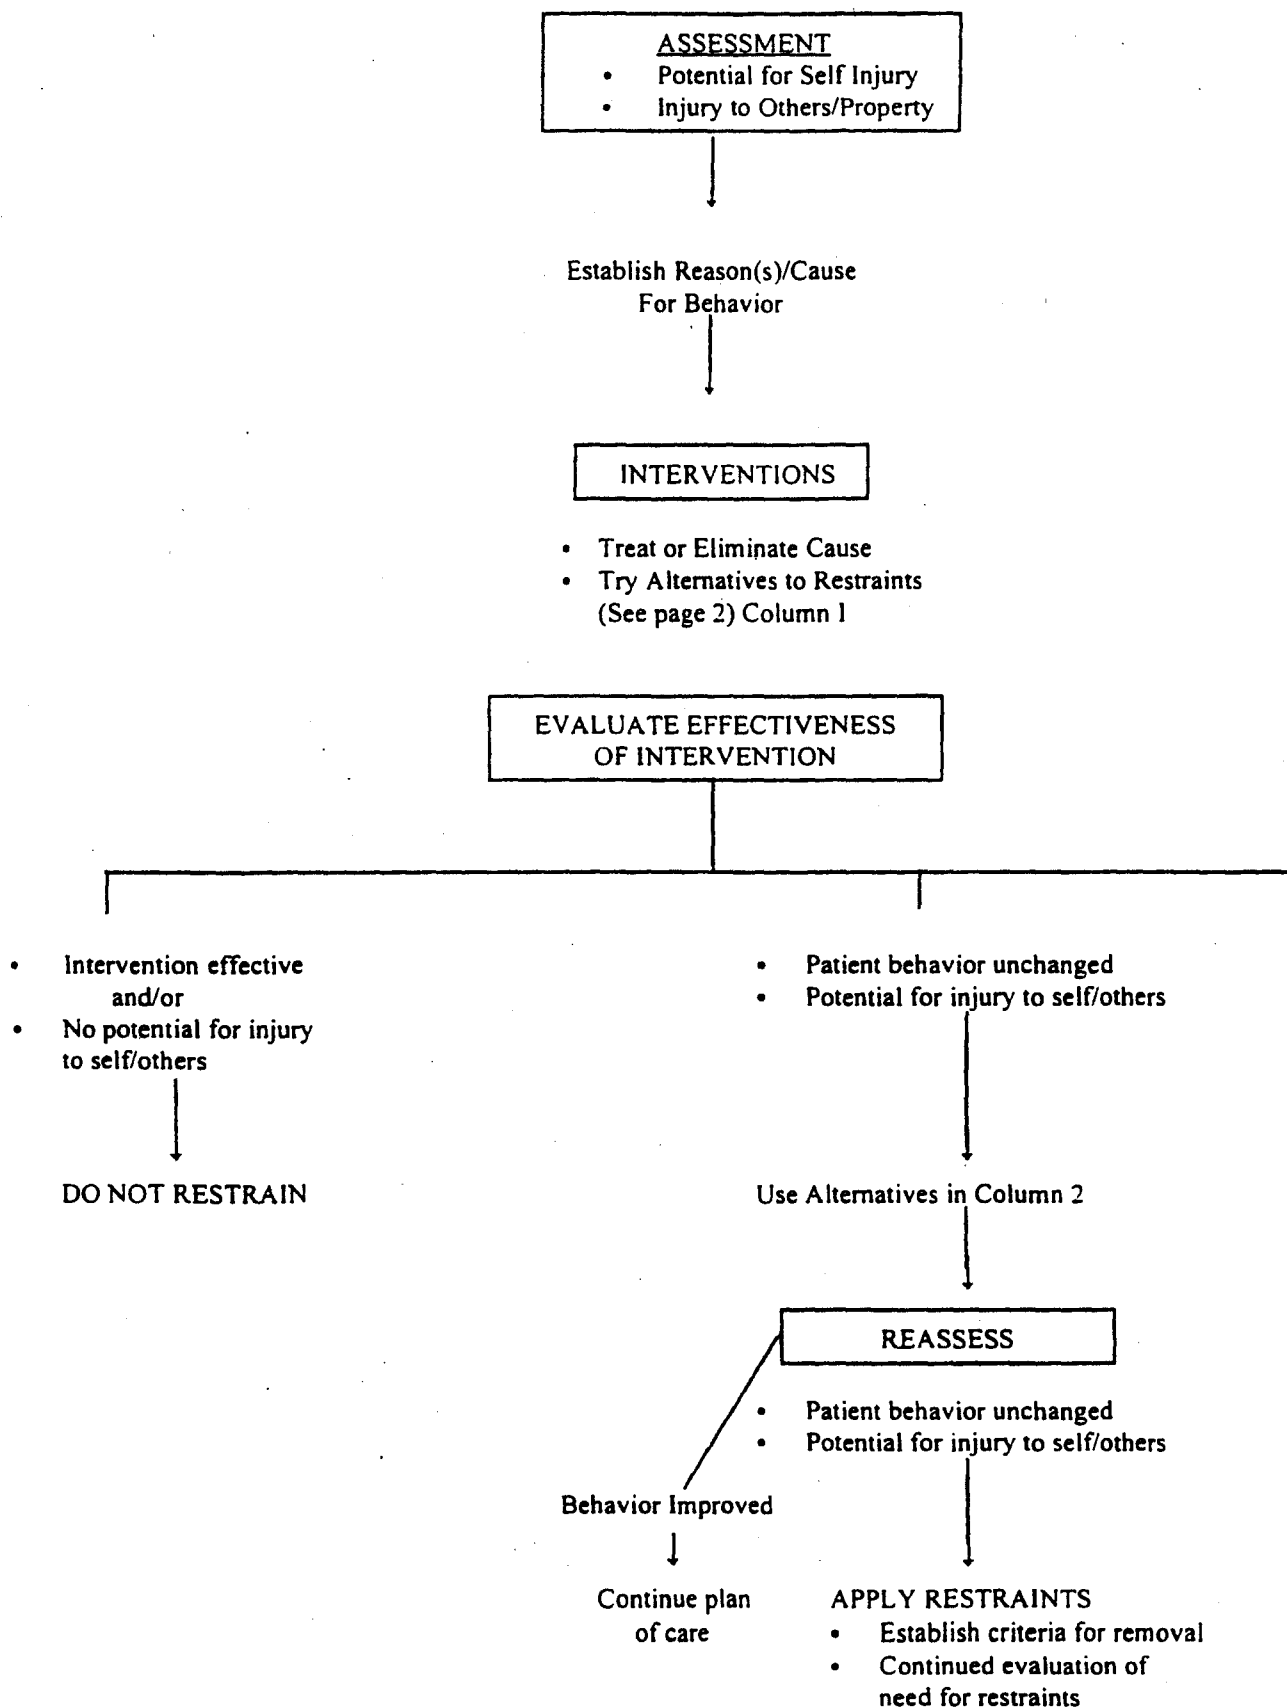 ASSESSMENT
• Potential for Self Injury
• Injury to Others/Property
Establish Reason(s)/Cause
For Behavior
INTERVENTIONS
• Treat or Eliminate Cause
• Try Alternatives to Restraints
(See page 2) Column 1
EVALUATE EFFECTIVENESS
OF INTERVENTION
• Intervention effective
and/or
• No potential for injury
to self/others
DO NOT RESTRAIN
• Patient behavior unchanged
• Potential for injury to self/others
Use Alternatives in Column 2
REASSESS
• Patient behavior unchanged
• Potential for injury to self/others
Behavior Improved
Continue plan
of care
APPLY RESTRAINTS
• Establish criteria for removal
• Continued evaluation of
need for restraints